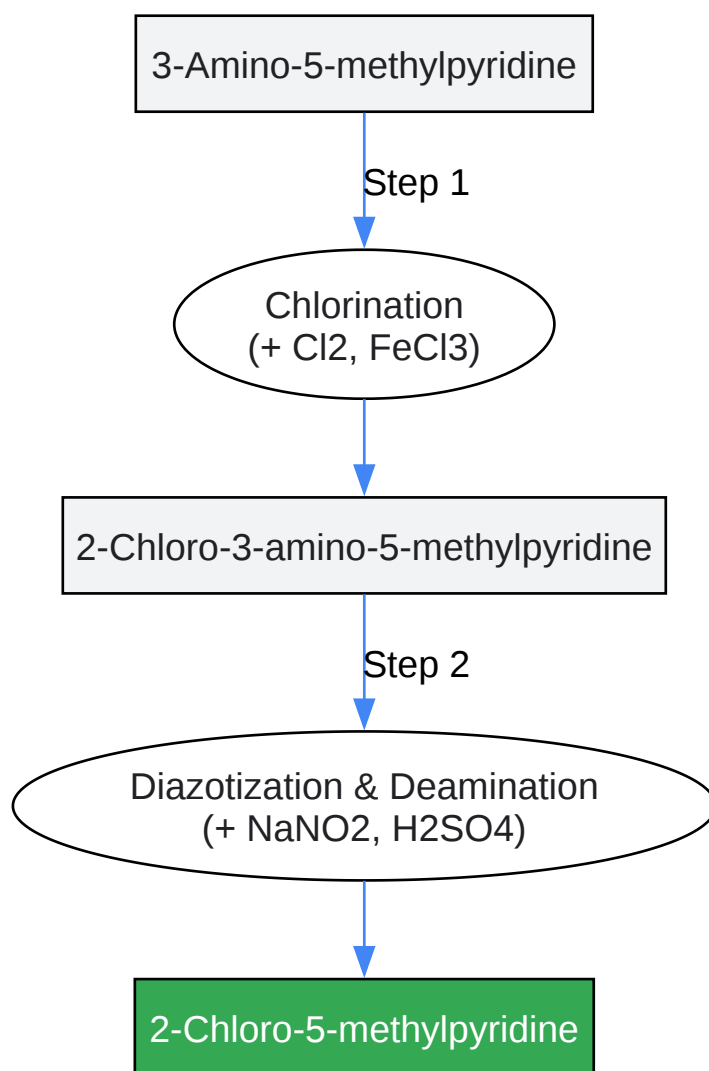 3-Amino-5-methylpyridine
Step 1
Chlorination
(+ Cl2, FeCl3)
2-Chloro-3-amino-5-methylpyridine
Step 2
Diazotization & Deamination
(+ NaNO2, H2SO4)
2-Chloro-5-methylpyridine